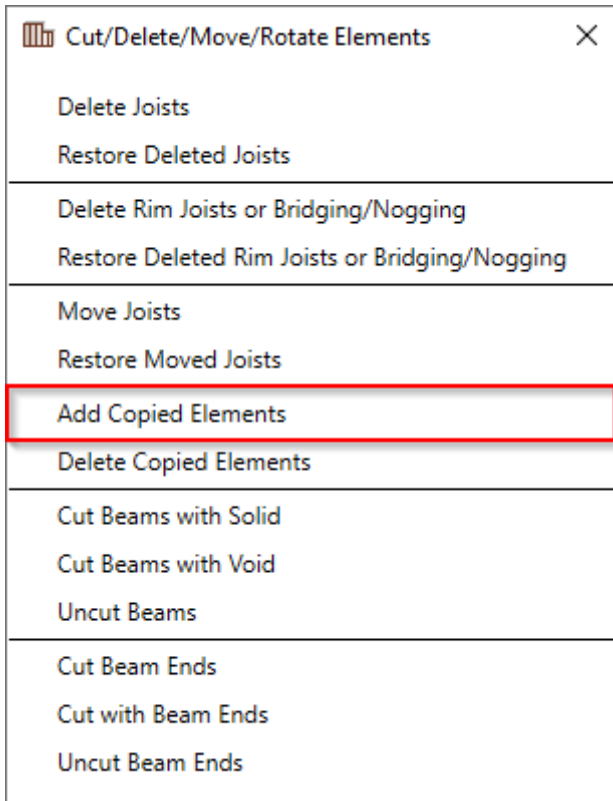 Cut/Delete/Move/Rotate Elements
Delete Joists
Restore Deleted Joists
Delete Rim Joists or Bridging/Nogging
Restore Deleted Rim Joists or Bridging/Nogging
Move Joists
Restore Moved Joists
Add Copied Elements
Delete Copied Elements
Cut Beams with Solid
Cut Beams with Void
Uncut Beams
Cut Beam Ends
Cut with Beam Ends
Uncut Beam Ends